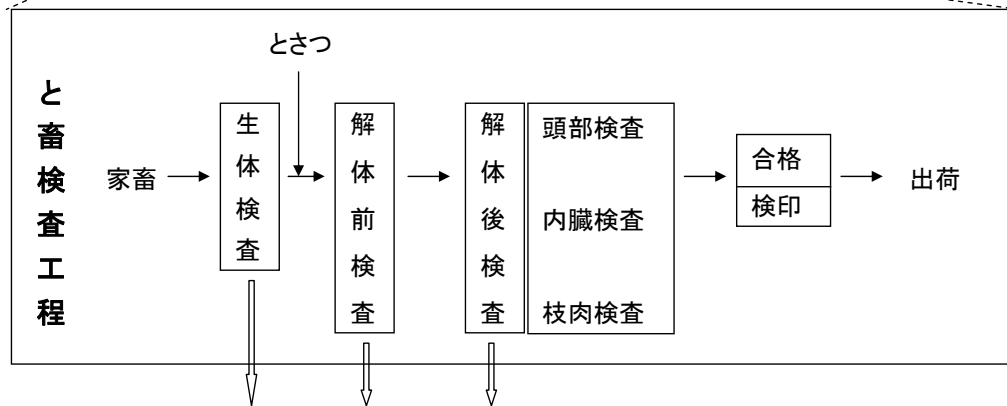 と畜検査工程
とさつ
家畜
生体検査
解体前検査
解体後検査
頭部検査
内臓検査
枝肉検査
合格
検印
出荷